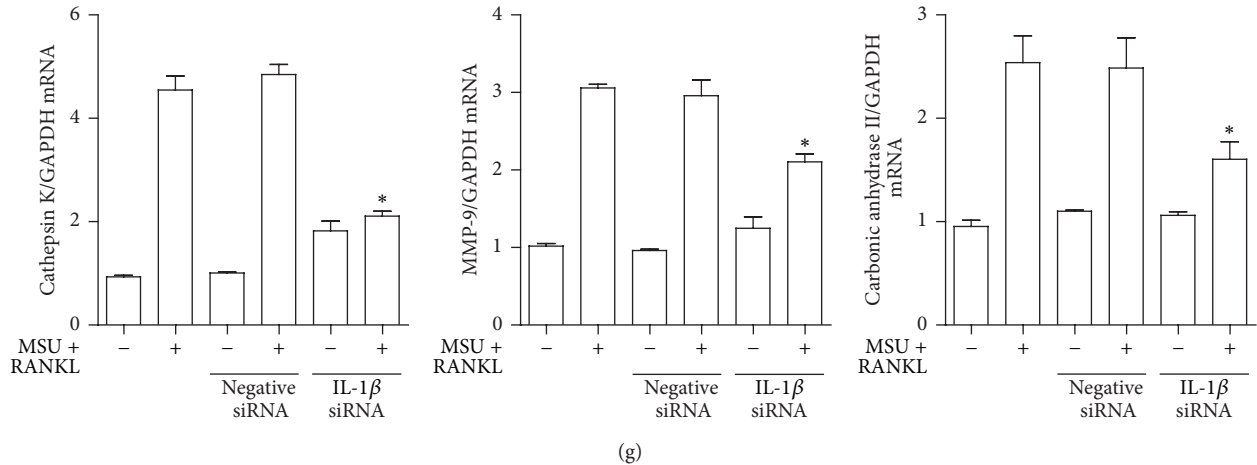 Cathepsin K/GAPDH mRNA
6
4
2
0
*
MSU +
RANKL
− + − + − +
Negative
siRNA
IL-1β
siRNA
MMP-9/GAPDH mRNA
4
3
2
1
0
*
MSU +
RANKL
− + − + − +
Negative
siRNA
IL-1β
siRNA
Carbonic anhydrase II/GAPDH
mRNA
3
2
1
0
*
MSU +
RANKL
− + − + − +
Negative
siRNA
IL-1β
siRNA
(g)